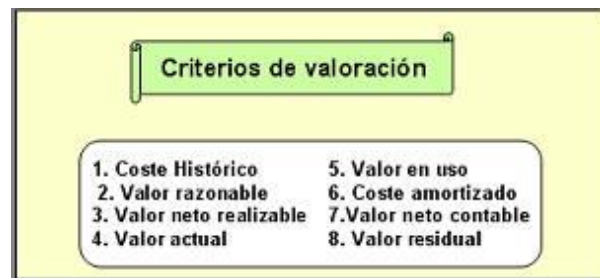 Criterios de valoración
1. Coste Histórico
2. Valor razonable
3. Valor neto realizable
4. Valor actual
5. Valor en uso
6. Coste amortizado
7.Valor neto contable
8. Valor residual